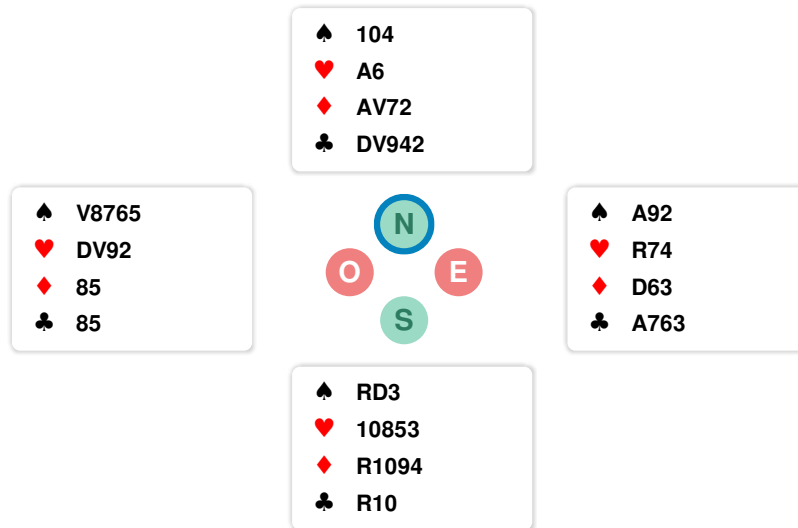 ♠ 104
♥ A6
♦ AV72
♣ DV942
♠ V8765
♥ DV92
♦ 85
♣ 85
N
O E
S
♠ A92
♥ R74
♦ D63
♣ A763
♠ RD3
♥ 10853
♦ R1094
♣ R10